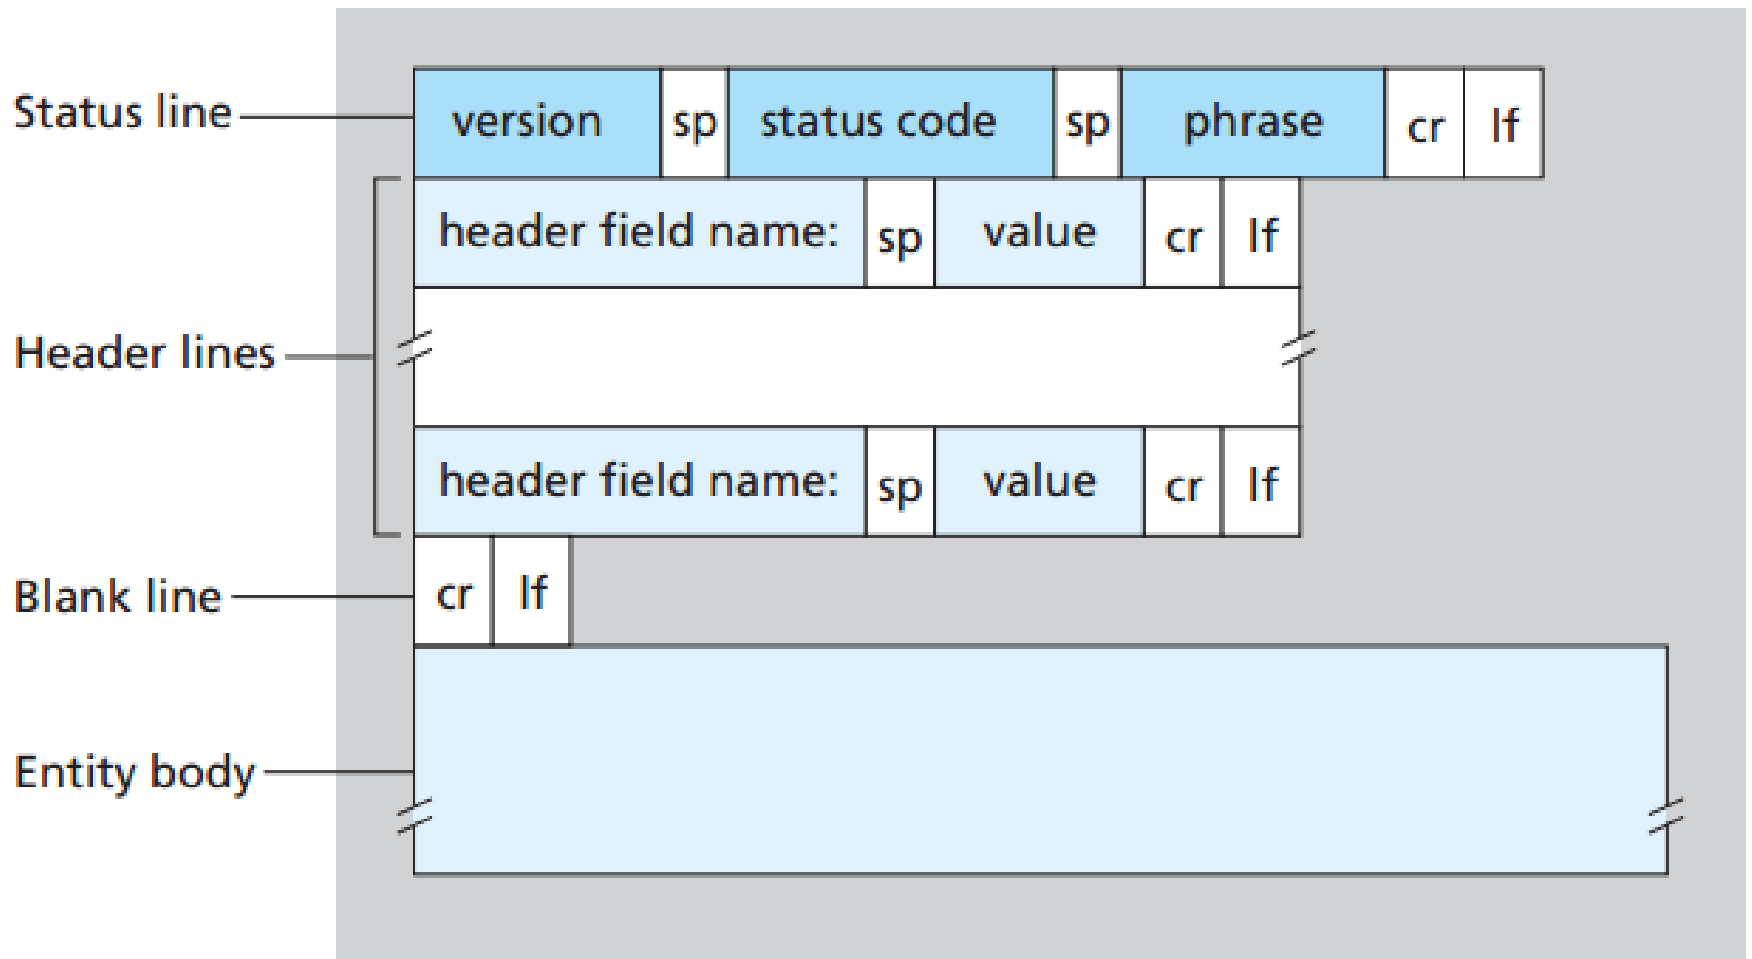 Status line version sp status code sp phrase cr lf
header field name: sp value cr lf
Header lines
header field name: sp value cr lf
Blank line cr lf
Entity body